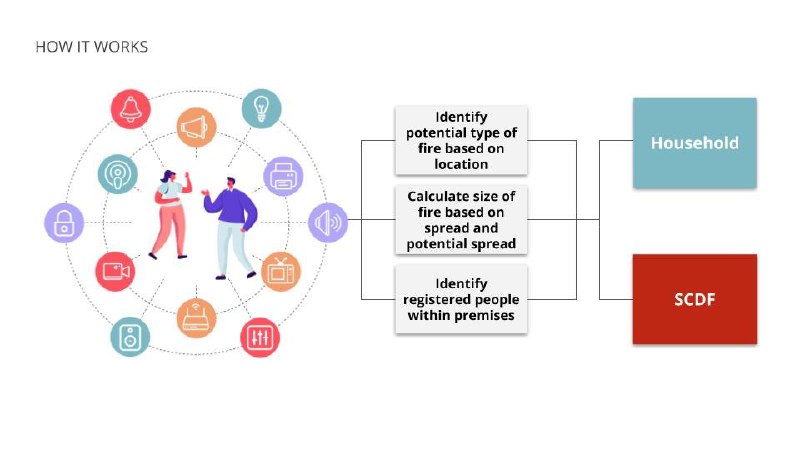 HOW IT WORKS
Identify
potential type of
fire based on
location
Calculate size of
fire based on
spread and
potential spread
Identify
registered people
within premises
Household
SCDF